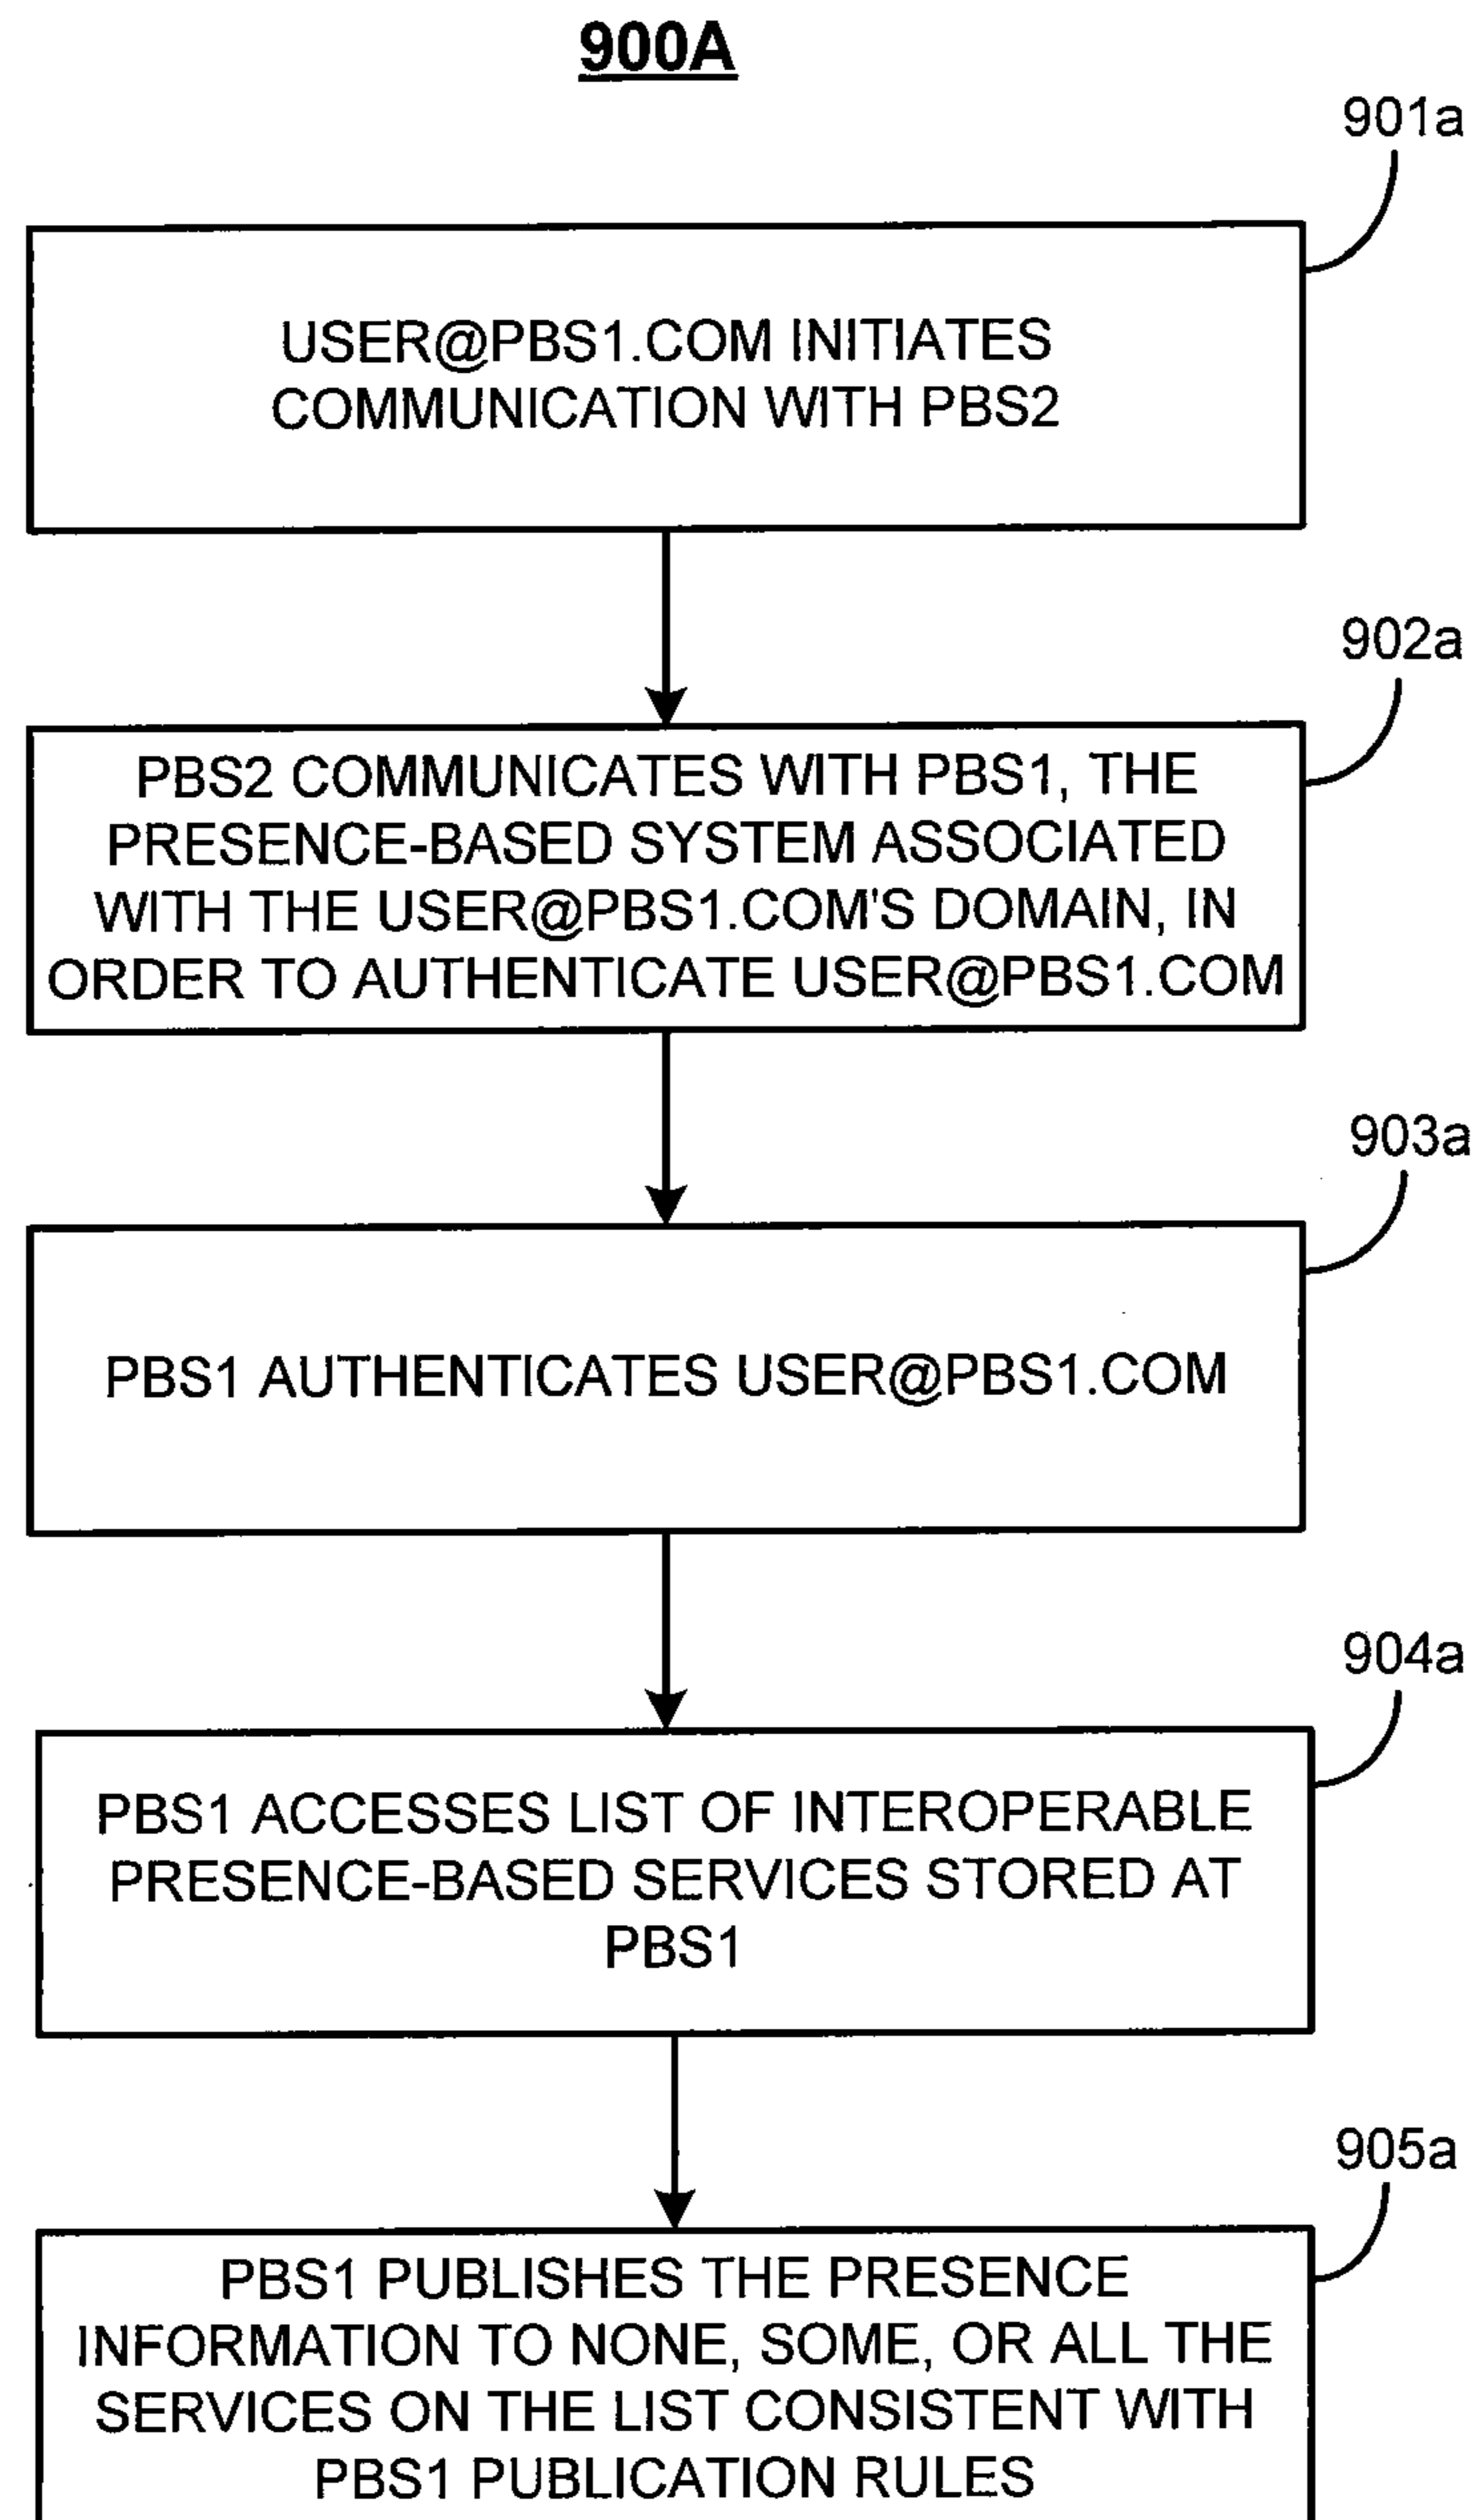 900A
901a
USER@PBS1.COM INITIATES
COMMUNICATION WITH PBS2
902a
PBS2 COMMUNICATES WITH PBS1, THE
PRESENCE-BASED SYSTEM ASSOCIATED
WITH THE USER@PBS1.COM'S DOMAIN, IN
ORDER TO AUTHENTICATE USER@PBS1.COM
903a
PBS1 AUTHENTICATES USER@PBS1.COM
904a
PBS1 ACCESSES LIST OF INTEROPERABLE
PRESENCE-BASED SERVICES STORED AT
PBS1
905a
PBS1 PUBLISHES THE PRESENCE
INFORMATION TO NONE, SOME, OR ALL THE
SERVICES ON THE LIST CONSISTENT WITH
PBS1 PUBLICATION RULES